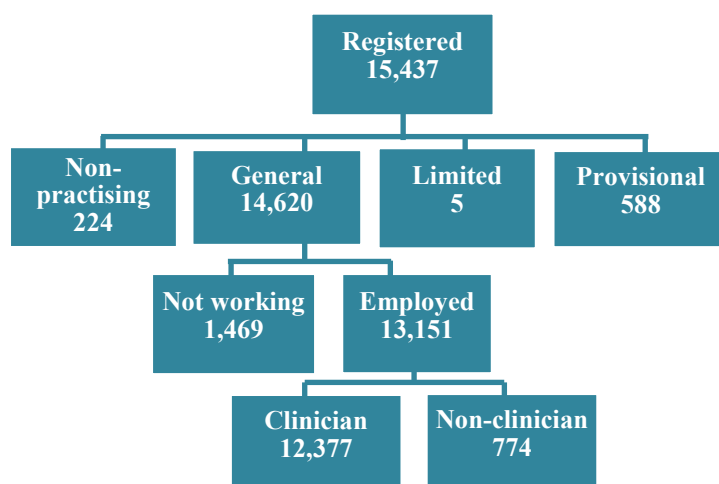 Registered
15,437
Non-
practising
224
General
14,620
Limited
5
Provisional
588
Not working
1,469
Employed
13,151
Clinician
12,377
Non-clinician
774